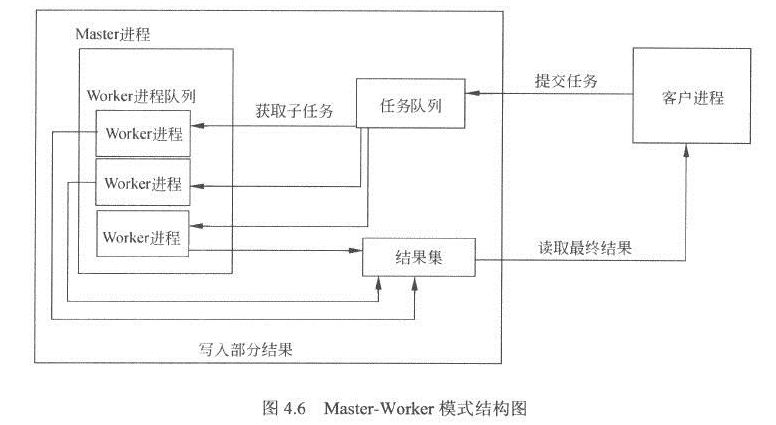 Master进程
Worker进程队列
Worker进程
Worker进程
Worker进程
获取子任务
任务队列
提交任务
客户进程
结果集
读取最终结果
写入部分结果
图 4.6 Master-Worker 模式结构图